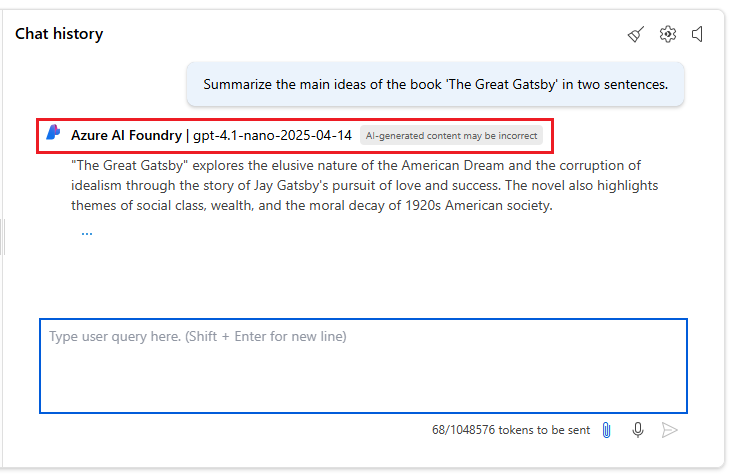 Chat history
Summarize the main ideas of the book 'The Great Gatsby' in two sentences.
Azure AI Foundry | gpt-4.1-nano-2025-04-14 AI-generated content may be incorrect
"The Great Gatsby" explores the elusive nature of the American Dream and the corruption of
idealism through the story of Jay Gatsby's pursuit of love and success. The novel also highlights
themes of social class, wealth, and the moral decay of 1920s American society.
...
Type user query here. (Shift + Enter for new line)
68/1048576 tokens to be sent